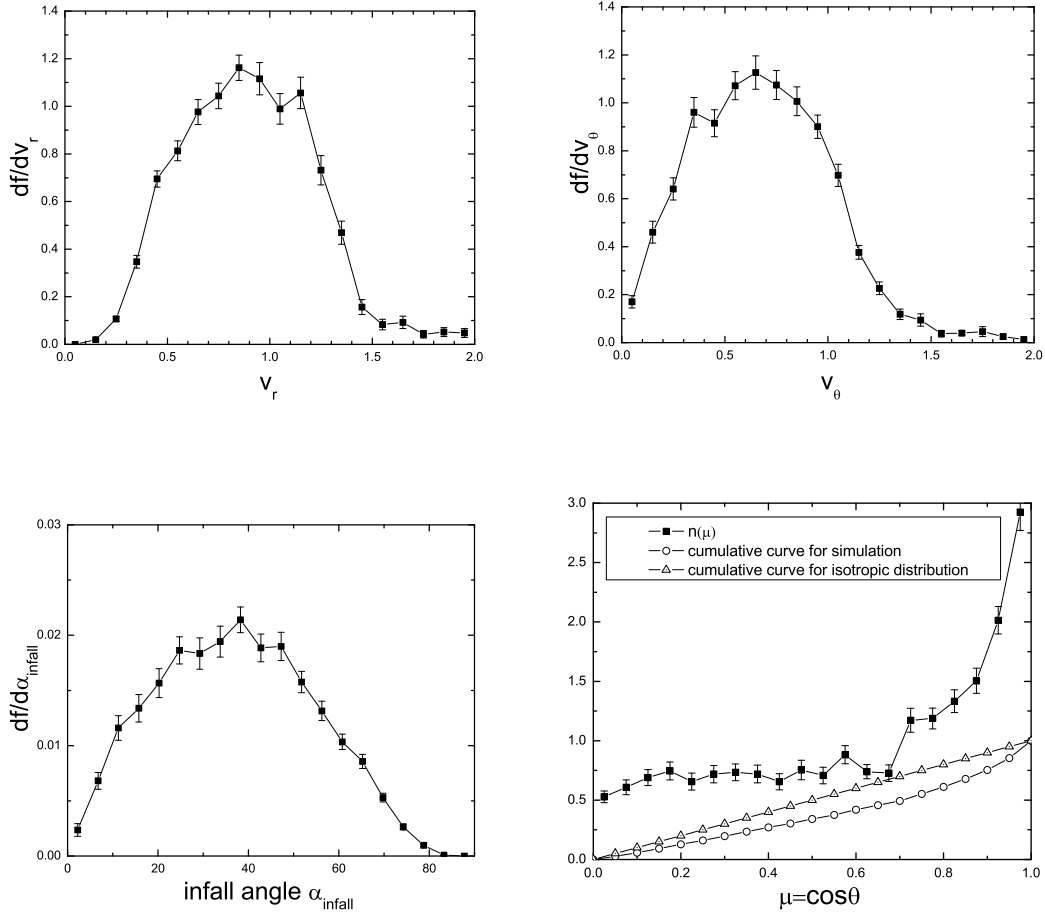 1.4
1.2
1.0
0.8
0.6
0.4
0.2
0.0
df/dv_r
0.0 0.5 1.0 1.5 2.0
v_r
1.4
1.2
1.0
0.8
0.6
0.4
0.2
0.0
df/dv_θ
0.0 0.5 1.0 1.5 2.0
v_θ
0.03
0.02
0.01
0.00
df/dα_infall
0 20 40 60 80
infall angle α_infall
3.0
2.5
2.0
1.5
1.0
0.5
0.0
n(μ)
cumulative curve for simulation
cumulative curve for isotropic distribution
0.0 0.2 0.4 0.6 0.8 1.0
μ=cosθ